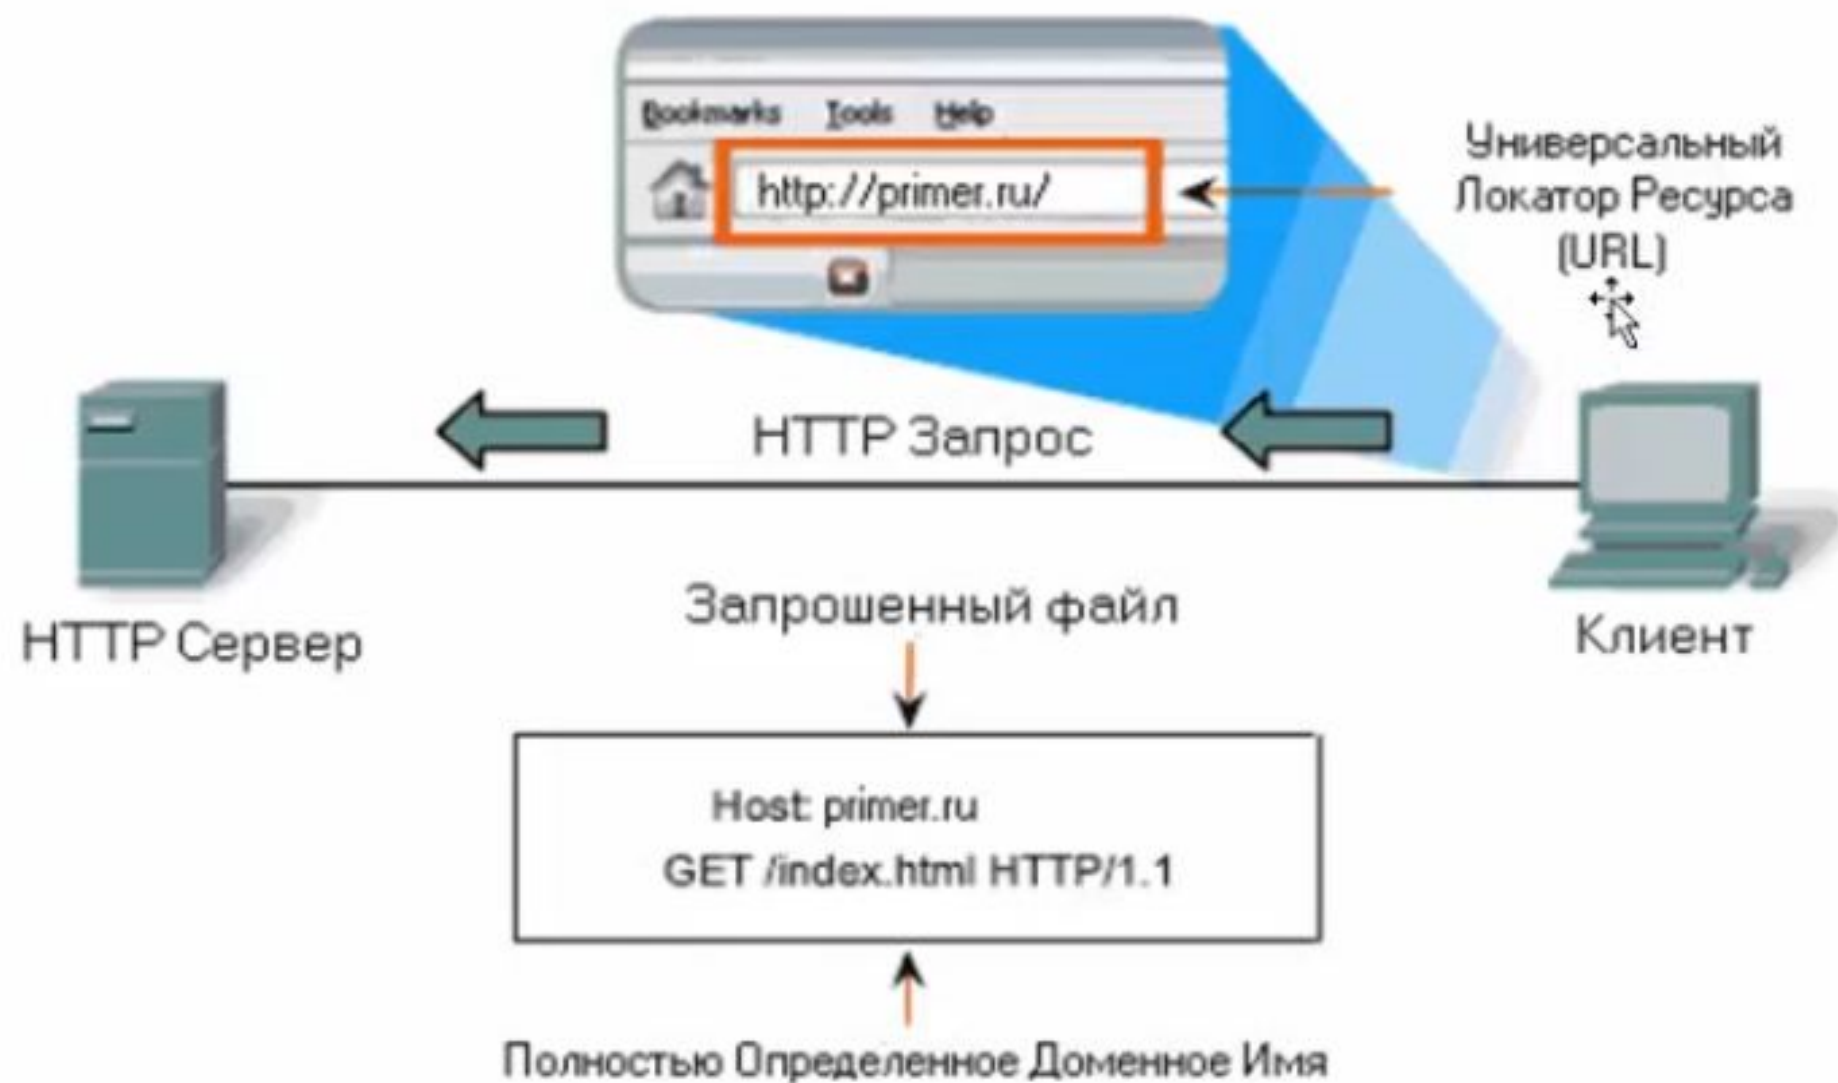 Bookmarks Tools Help
http://primer.ru/
Универсальный
Локатор Ресурса
(URL)
HTTP Запрос
HTTP Сервер
Клиент
Запрошенный файл
Host: primer.ru
GET /index.html HTTP/1.1
Полностью Определенное Доменное Имя